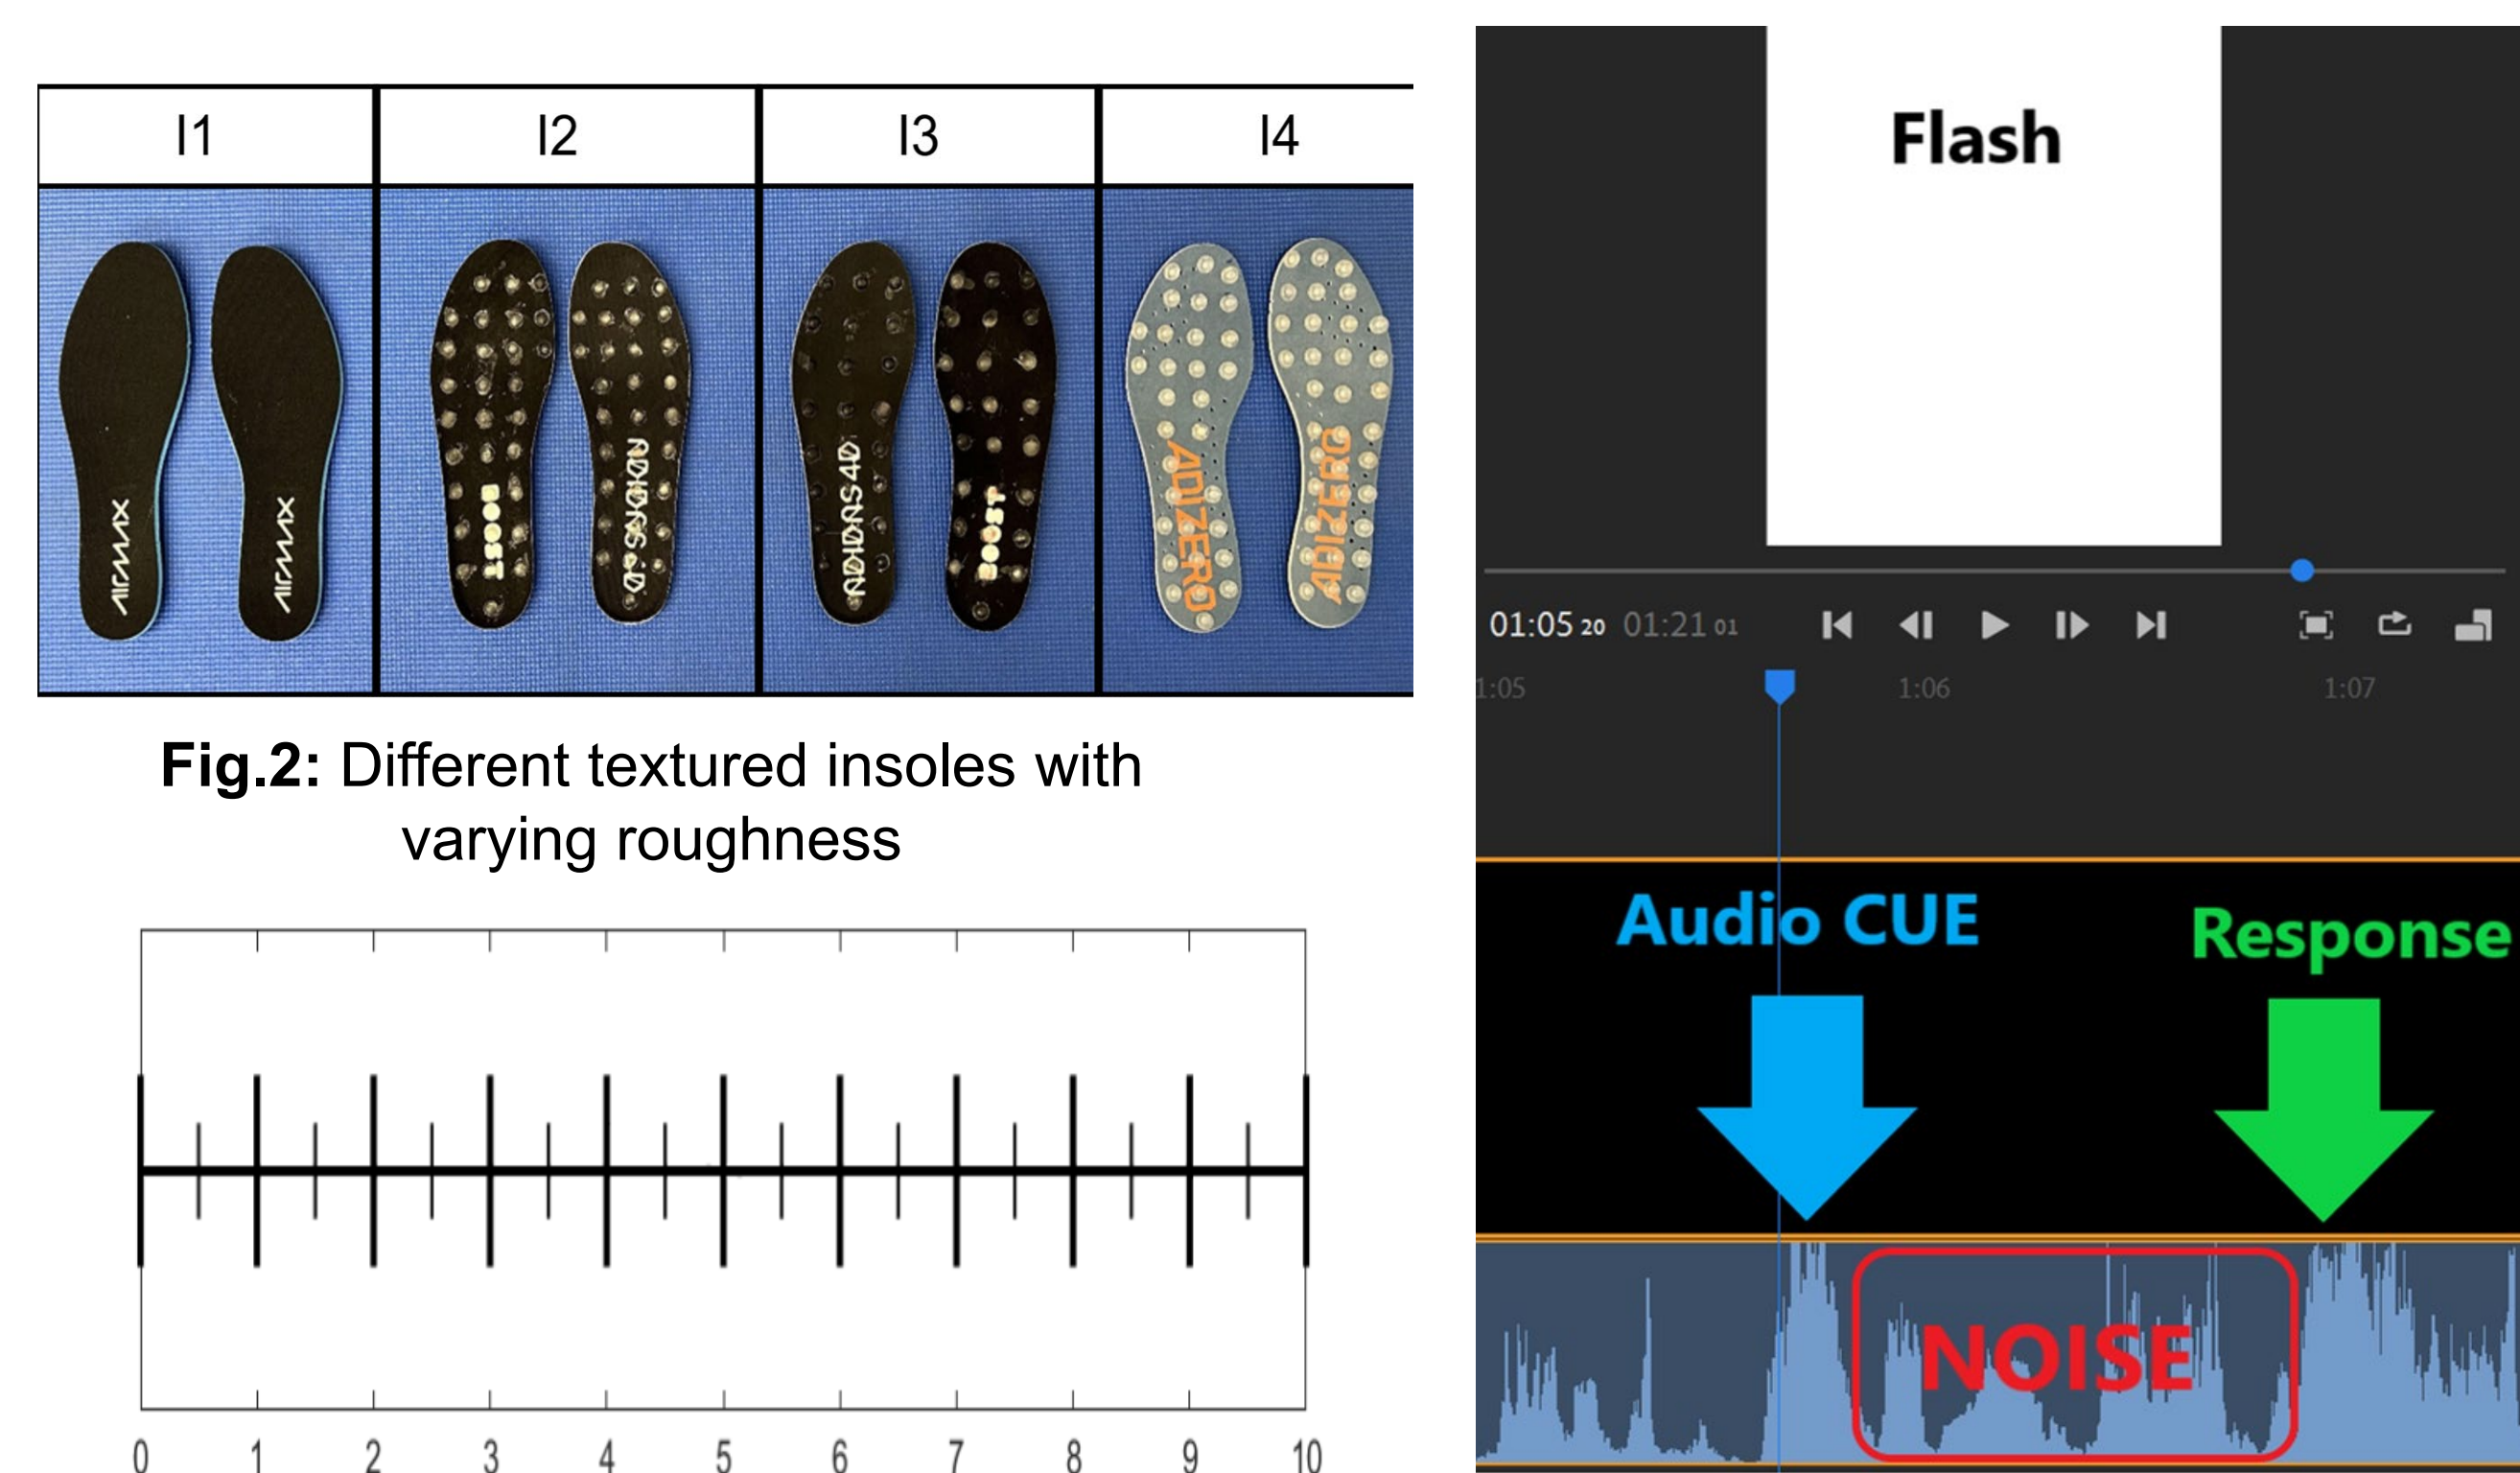 I1 I2 I3 I4
AIRMAX AIRMAX BOOST ADIDAS 4D ADIDAS4D BOOST ADIZERO ADIZERO
Fig.2: Different textured insoles with
varying roughness
0 1 2 3 4 5 6 7 8 9 10
Flash
01:05 20 01:21 01
1:05 1:06 1:07
Audio CUE Response
NOISE